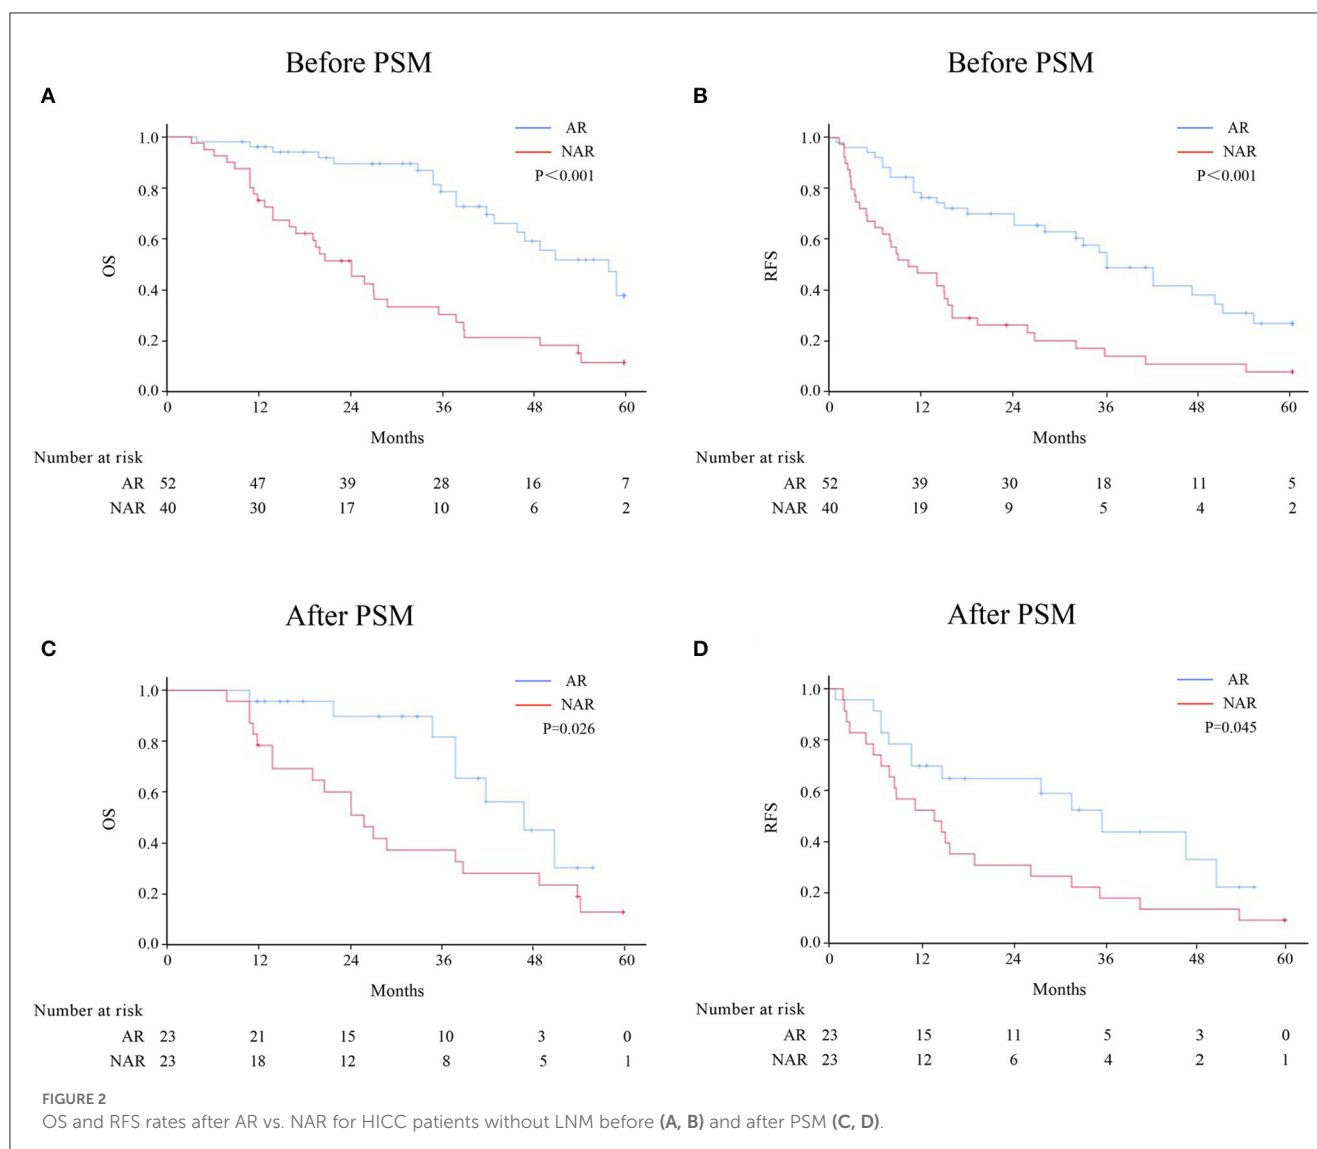 Before PSM
A
1.0
0.8
0.6
0.4
0.2
0.0
OS
AR
NAR
P<0.001
0 12 24 36 48 60
Months
Number at risk
AR 52 47 39 28 16 7
NAR 40 30 17 10 6 2
Before PSM
B
1.0
0.8
0.6
0.4
0.2
0.0
RFS
AR
NAR
P<0.001
0 12 24 36 48 60
Months
Number at risk
AR 52 39 30 18 11 5
NAR 40 19 9 5 4 2
After PSM
C
1.0
0.8
0.6
0.4
0.2
0.0
OS
AR
NAR
P=0.026
0 12 24 36 48 60
Months
Number at risk
AR 23 21 15 10 3 0
NAR 23 18 12 8 5 1
After PSM
D
1.0
0.8
0.6
0.4
0.2
0.0
RFS
AR
NAR
P=0.045
0 12 24 36 48 60
Months
Number at risk
AR 23 15 11 5 3 0
NAR 23 12 6 4 2 1
FIGURE 2
OS and RFS rates after AR vs. NAR for HICC patients without LNM before (A, B) and after PSM (C, D).